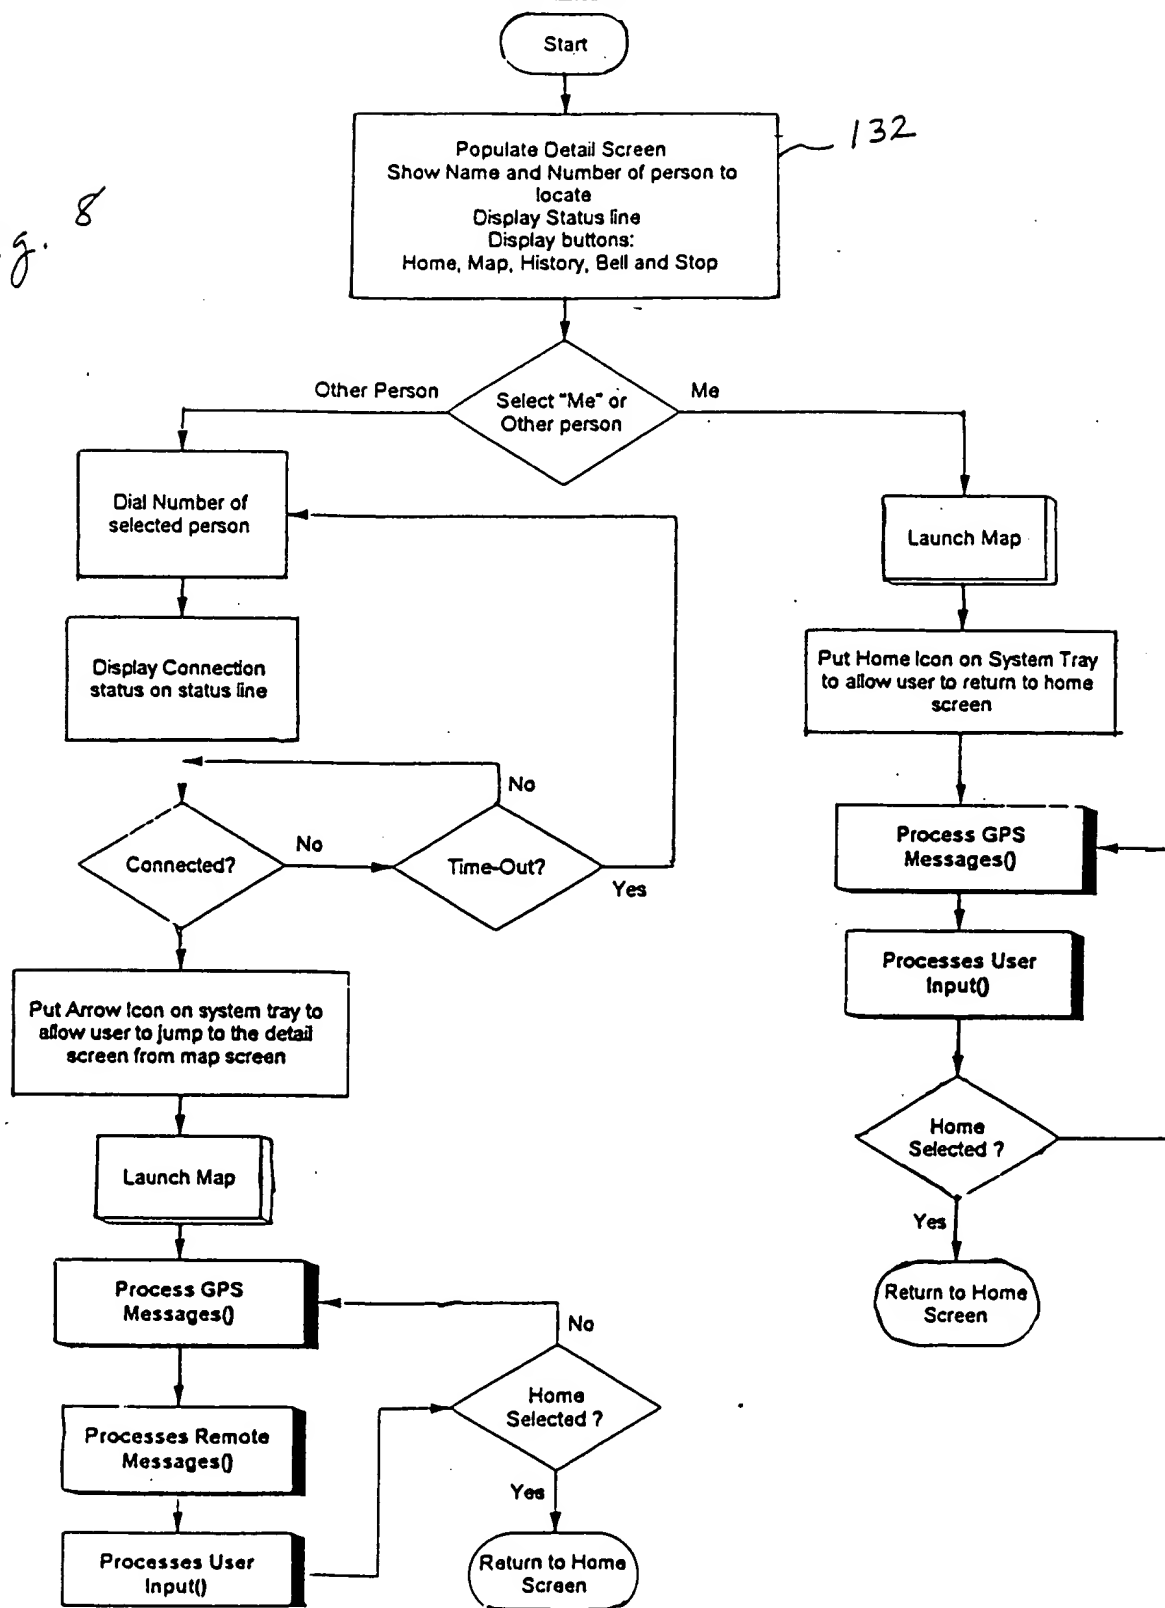 Start
132
Populate Detail Screen
Show Name and Number of person to
locate
Display Status line
Display buttons:
Home, Map, History, Bell and Stop
g. 8
Other Person
Select "Me" or
Other person
Me
Dial Number of
selected person
Launch Map
Display Connection
status on status line
Put Home Icon on System Tray
to allow user to return to home
screen
No
Connected?
No
Time-Out?
Yes
Process GPS
Messages()
Processes User
Input()
Put Arrow Icon on system tray to
allow user to jump to the detail
screen from map screen
Home
Selected ?
Launch Map
Yes
Return to Home
Screen
Process GPS
Messages()
No
Home
Selected ?
Processes Remote
Messages()
Yes
Processes User
Input()
Return to Home
Screen